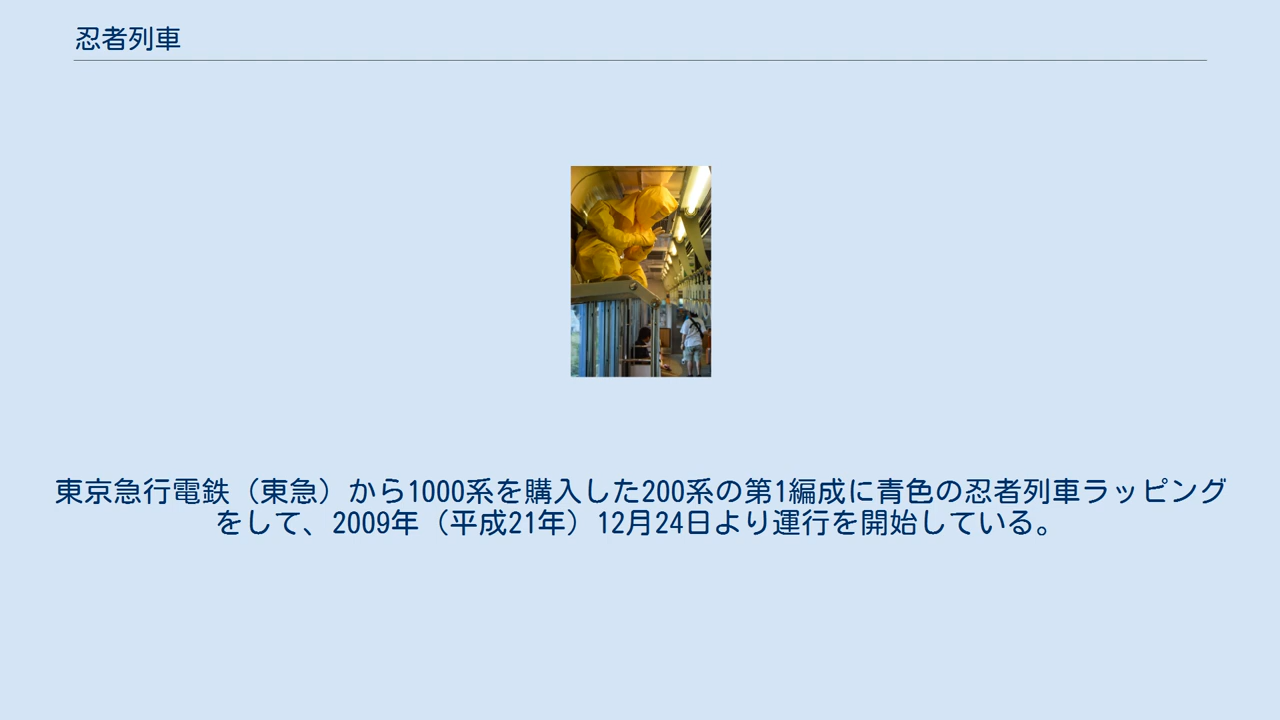 忍者列車
東京急行電鉄（東急）から1000系を購入した200系の第1編成に青色の忍者列車ラッピング
をして、2009年（平成21年）12月24日より運行を開始している。